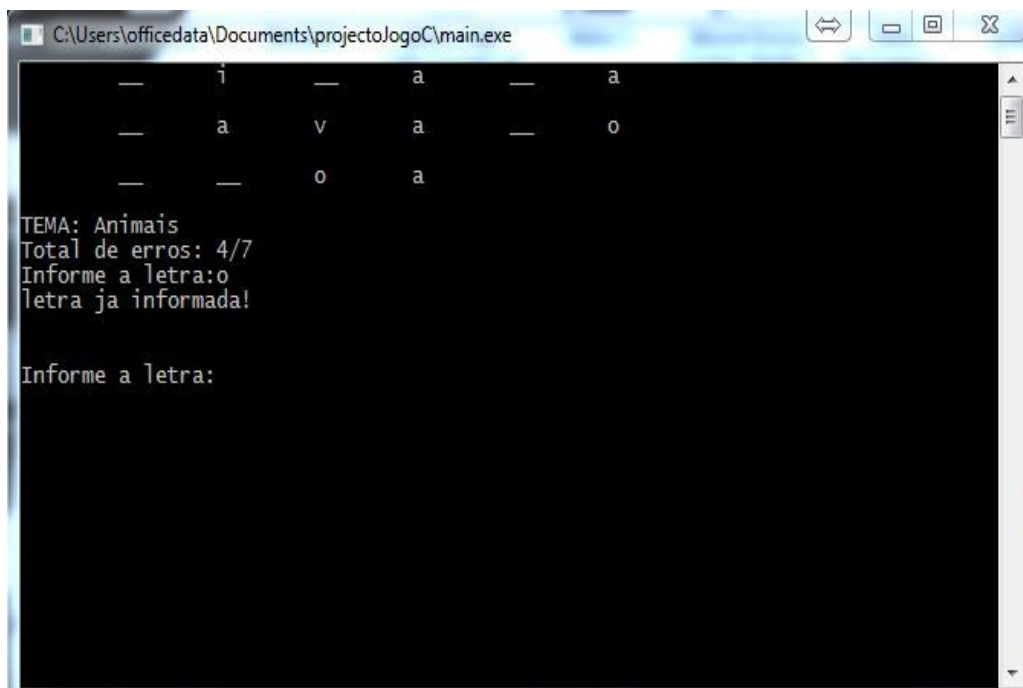 C:\Users\officedata\Documents\projectoJogoC\main.exe
__ i __ a __ a
__ a v a __ o
__ __ o a
TEMA: Animais
Total de erros: 4/7
Informe a letra:o
letra ja informada!
Informe a letra: